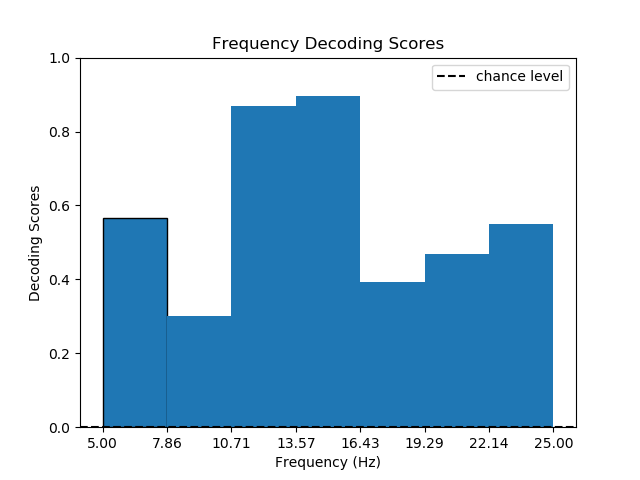 Frequency Decoding Scores
chance level
1.0
0.8
0.6
0.4
0.2
0.0
Decoding Scores
5.00 7.86 10.71 13.57 16.43 19.29 22.14 25.00
Frequency (Hz)